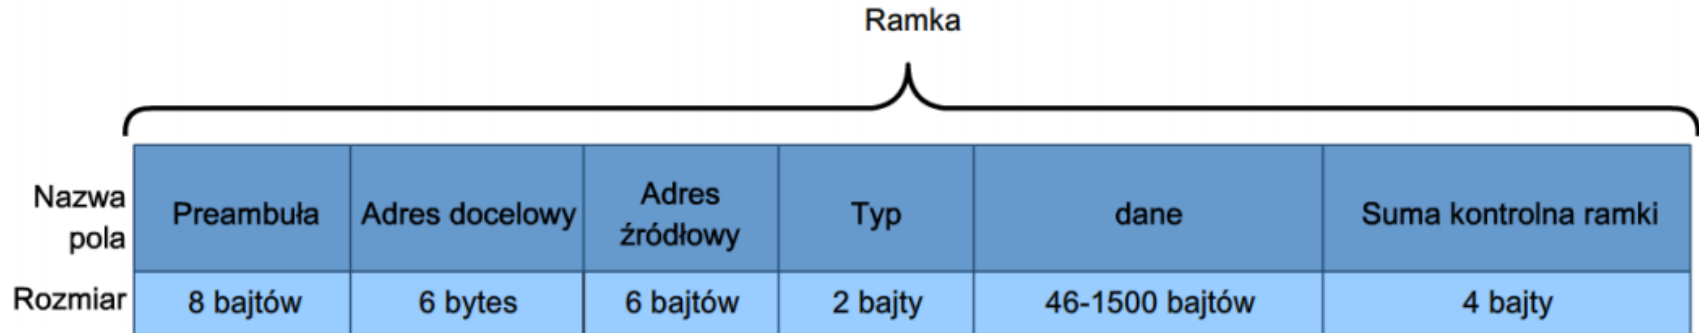 Ramka
Nazwa pola
Preambuła
Adres docelowy
Adres źródłowy
Typ
dane
Suma kontrolna ramki
Rozmiar
8 bajtów
6 bytes
6 bajtów
2 bajty
46-1500 bajtów
4 bajty